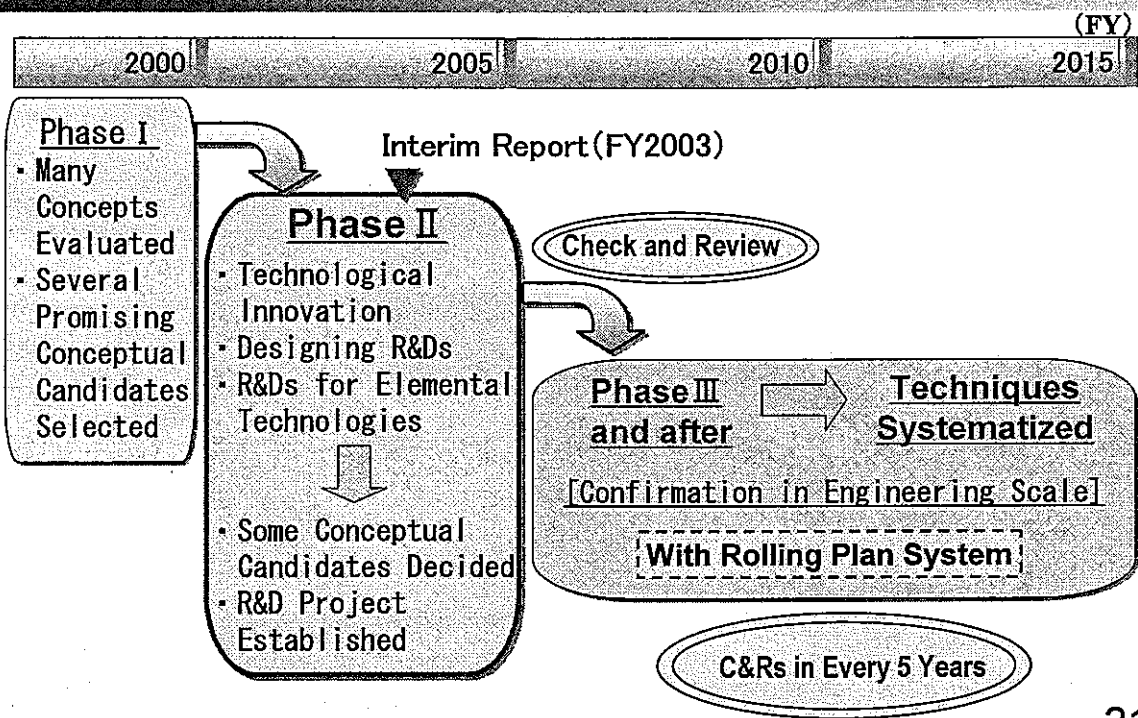 (FY)
2000 2005 2010 2015
Phase Ⅰ
· Many
Concepts
Evaluated
· Several
Promising
Conceptual
Candidates
Selected
Interim Report(FY2003)
Phase Ⅱ
· Technological
Innovation
· Designing R&Ds
· R&Ds for Elemental
Technologies
· Some Conceptual
Candidates Decided
· R&D Project
Established
Check and Review
Phase Ⅲ
and after
Techniques
Systematized
[Confirmation in Engineering Scale]
With Rolling Plan System
C&Rs in Every 5 Years